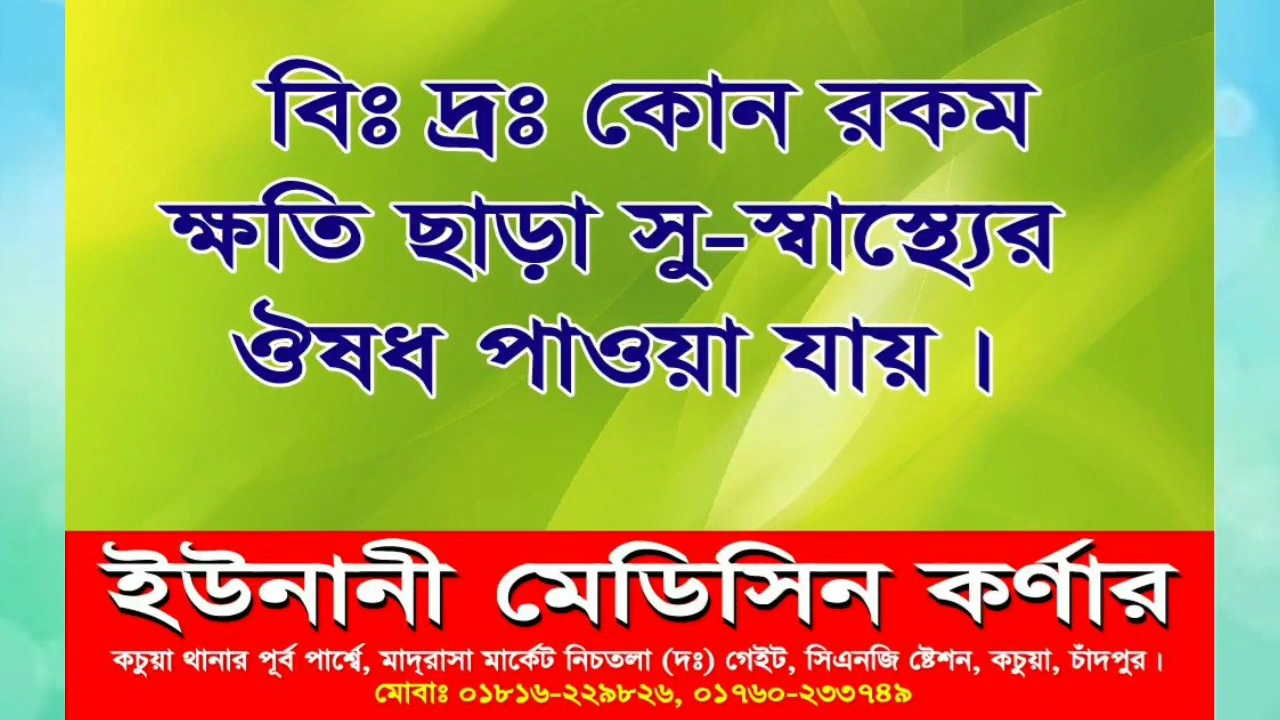 বিঃ দ্রঃ কোন রকম
ক্ষতি ছাড়া সু-স্বাস্থ্যের
ঔষধ পাওয়া যায়।
ইউনানী মেডিসিন কর্ণার
কচুয়া থানার পূর্ব পার্শ্বে, মাদ্রাসা মার্কেট নিচতলা (দঃ) গেইট, সিএনজি ষ্টেশন, কচুয়া, চাঁদপুর।
মোবাঃ ০১৮১৬-২২৯৮২৬, ০১৭৬০-২৩৩৭৪৯